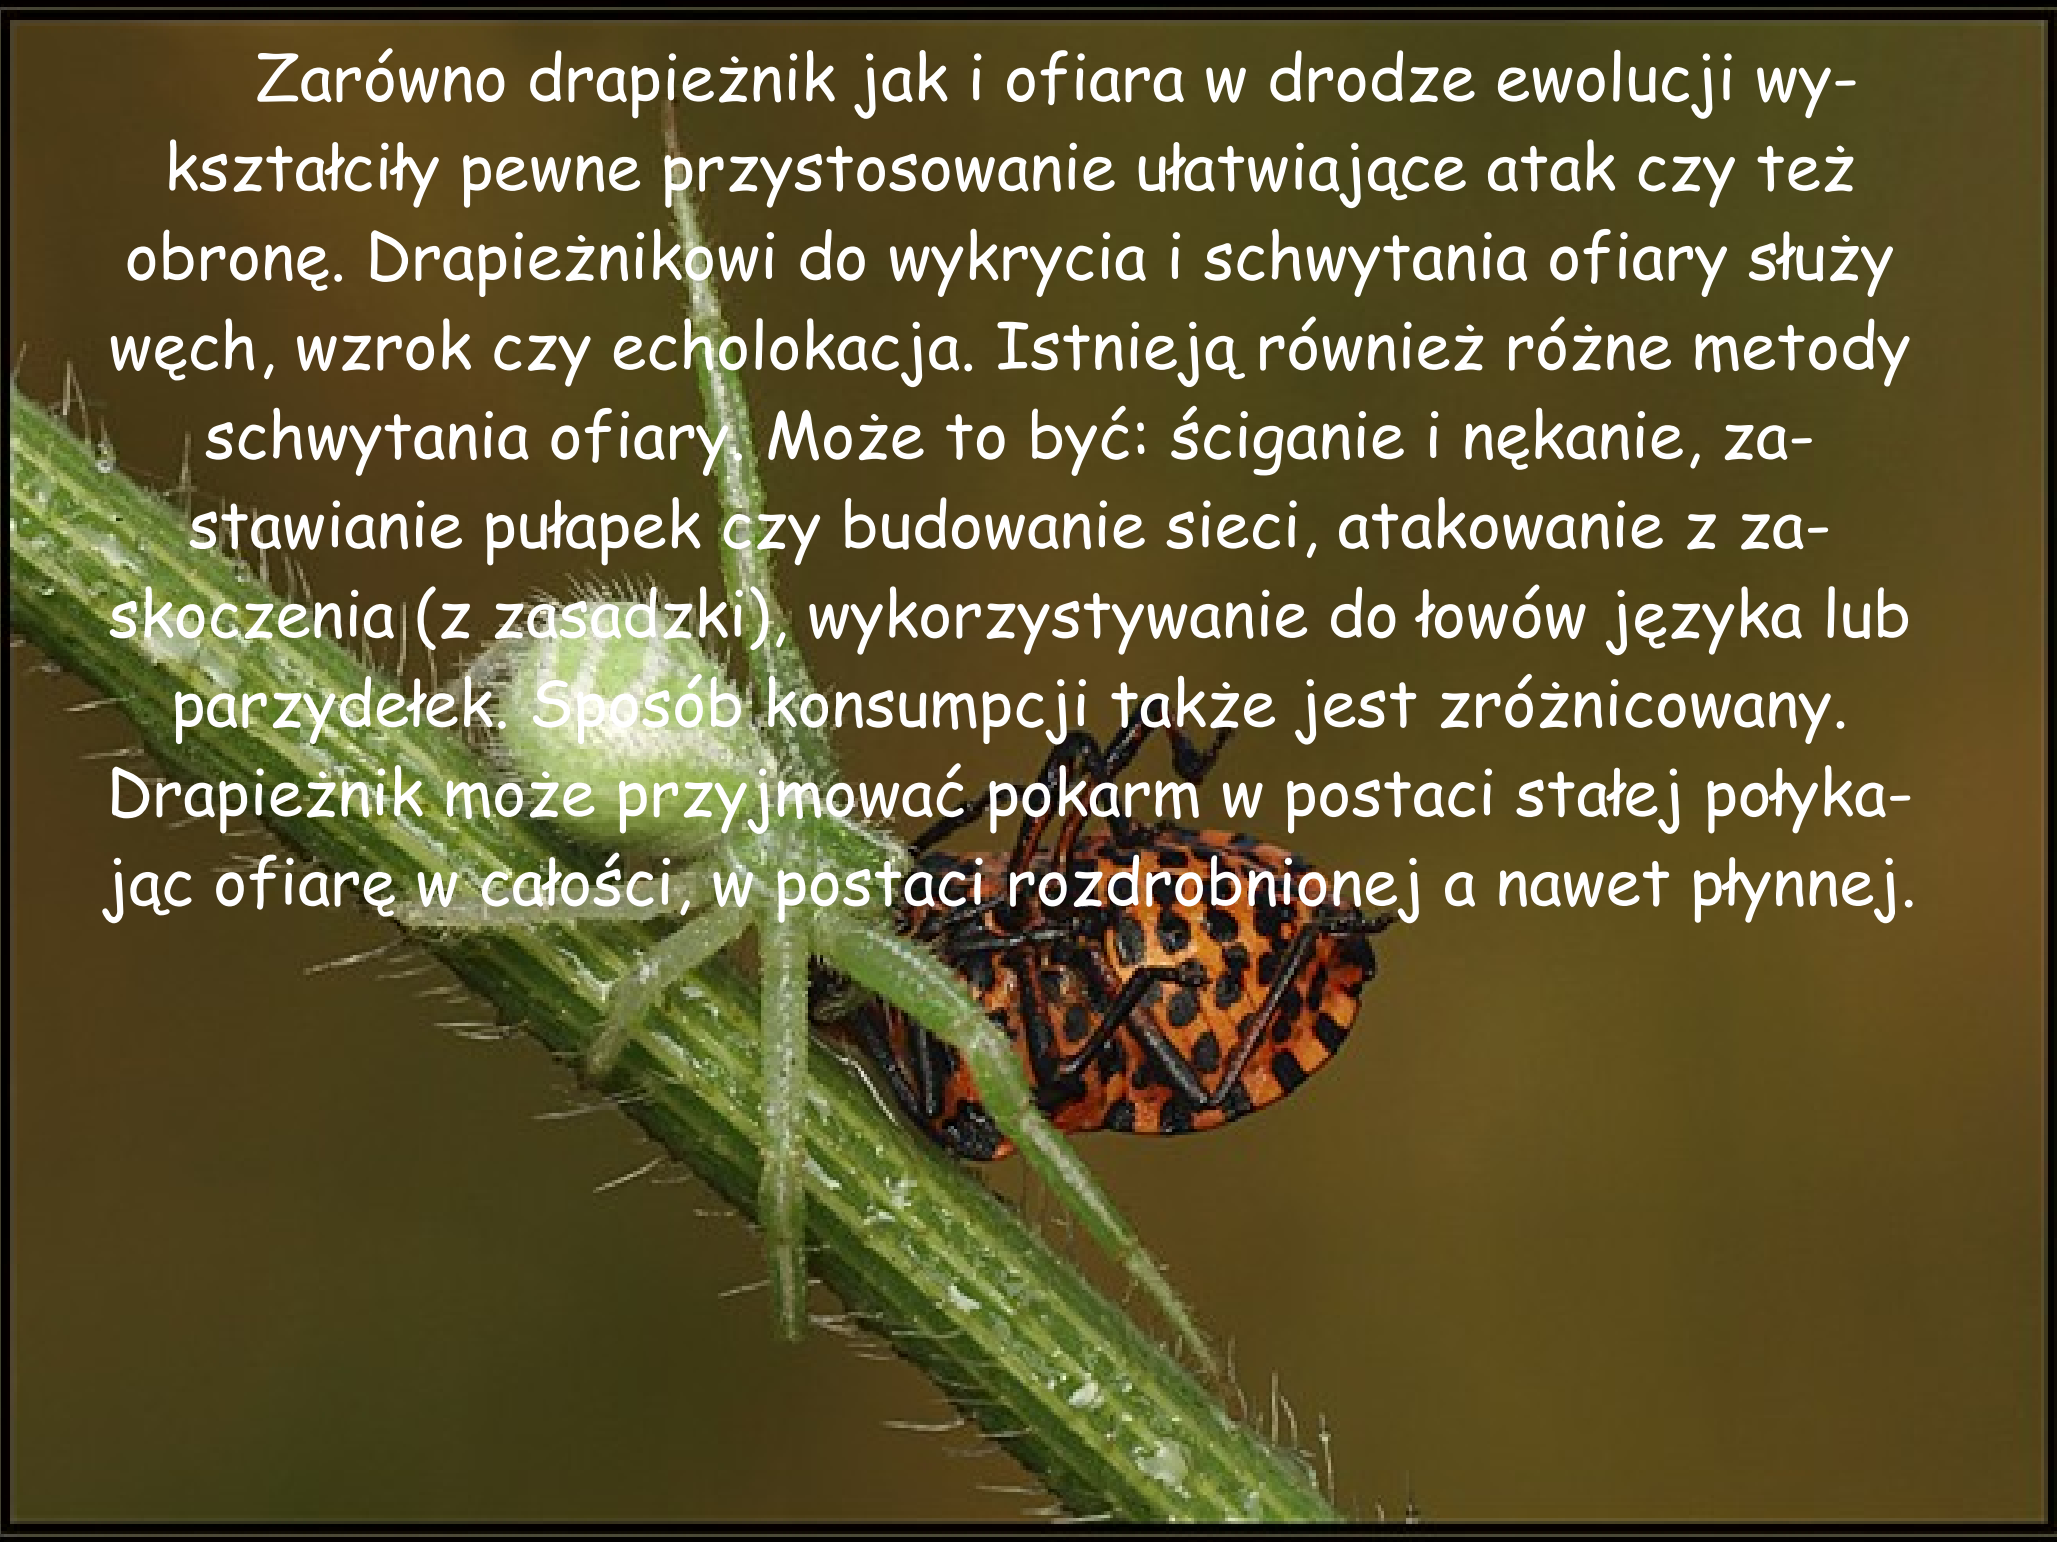 Zarówno drapieżnik jak i ofiara w drodze ewolucji wy-
kształciły pewne przystosowanie ułatwiające atak czy też
obronę. Drapieżnikowi do wykrycia i schwytania ofiary służy
węch, wzrok czy echolokacja. Istnieją również różne metody
schwytania ofiary. Może to być: ściganie i nękanie, za-
stawianie pułapek czy budowanie sieci, atakowanie z za-
skoczenia (z zasadzki), wykorzystywanie do łowów języka lub
parzydełek. Sposób konsumpcji także jest zróżnicowany.
Drapieżnik może przyjmować pokarm w postaci stałej połyka-
jąc ofiarę w całości, w postaci rozdrobnionej a nawet płynnej.